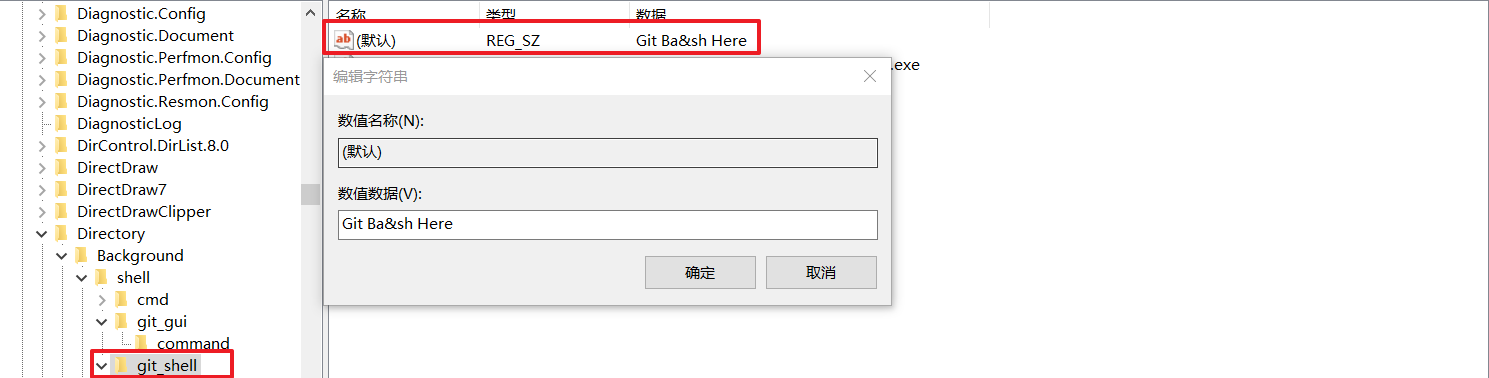 Diagnostic.Config
Diagnostic.Document
Diagnostic.Perfmon.Config
Diagnostic.Perfmon.Document
Diagnostic.Resmon.Config
DiagnosticLog
DirControl.DirList.8.0
DirectDraw
DirectDraw7
DirectDrawClipper
Directory
Background
shell
cmd
git_gui
command
git_shell
名称 类型 数据
ab (默认) REG_SZ Git Ba&sh Here
.exe
编辑字符串
数值名称(N):
(默认)
数值数据(V):
Git Ba&sh Here
确定 取消